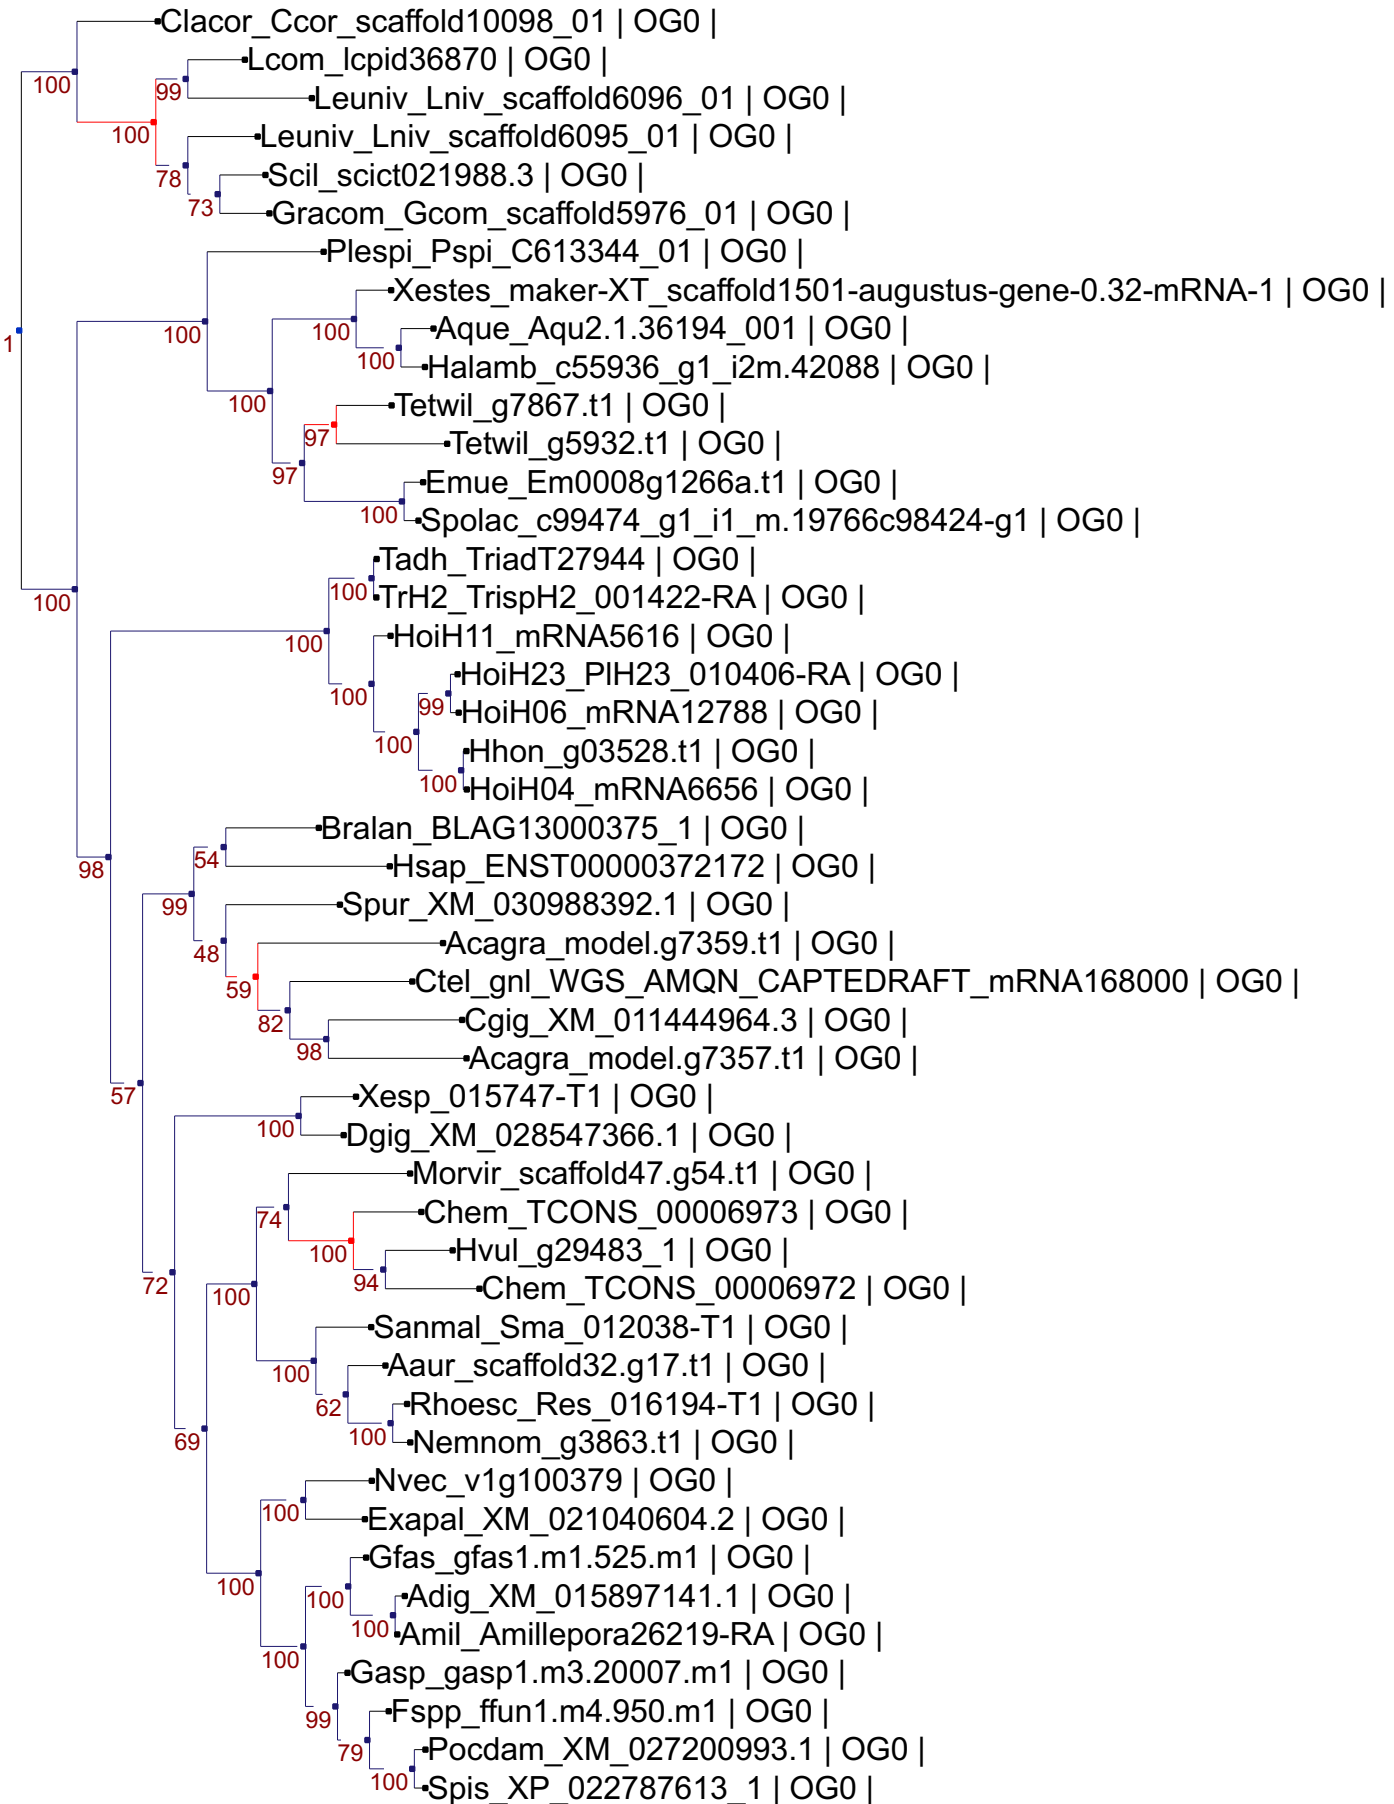 Clacor_Ccor_scaffold10098_01 | OG0 |
Lcom_lcpid36870 | OG0 |
100
99
Leuniv_Lniv_scaffold6096_01 | OG0 |
100
Leuniv_Lniv_scaffold6095_01 | OG0 |
78
Scil_scict021988.3 | OG0 |
73
Gracom_Gcom_scaffold5976_01 | OG0 |
Plespi_Pspi_C613344_01 | OG0 |
Xestes_maker-XT_scaffold1501-augustus-gene-0.32-mRNA-1 | OG0 |
100
100
Aque_Aqu2.1.36194_001 | OG0 |
1
100
Halamb_c55936_g1_i2m.42088 | OG0 |
100
Tetwil_g7867.t1 | OG0 |
97
Tetwil_g5932.t1 | OG0 |
97
Emue_Em0008g1266a.t1 | OG0 |
100
Spolac_c99474_g1_i1_m.19766c98424-g1 | OG0 |
Tadh_TriadT27944 | OG0 |
100
100
TrH2_TrispH2_001422-RA | OG0 |
100
HoiH11_mRNA5616 | OG0 |
HoiH23_PlH23_010406-RA | OG0 |
100
99
HoiH06_mRNA12788 | OG0 |
100
Hhon_g03528.t1 | OG0 |
100
HoiH04_mRNA6656 | OG0 |
Bralan_BLAG13000375_1 | OG0 |
54
98
Hsap_ENST00000372172 | OG0 |
99
Spur_XM_030988392.1 | OG0 |
48
Acagra_model.g7359.t1 | OG0 |
59
Ctel_gnl_WGS_AMQN_CAPTEDRAFT_mRNA168000 | OG0 |
82
Cgig_XM_011444964.3 | OG0 |
98
Acagra_model.g7357.t1 | OG0 |
57
Xesp_015747-T1 | OG0 |
100
Dgig_XM_028547366.1 | OG0 |
Morvir_scaffold47.g54.t1 | OG0 |
74
Chem_TCONS_00006973 | OG0 |
100
Hvul_g29483_1 | OG0 |
94
72
Chem_TCONS_00006972 | OG0 |
100
Sanmal_Sma_012038-T1 | OG0 |
100
Aaur_scaffold32.g17.t1 | OG0 |
62
Rhoesc_Res_016194-T1 | OG0 |
100
69
Nemnom_g3863.t1 | OG0 |
Nvec_v1g100379 | OG0 |
100
Exapal_XM_021040604.2 | OG0 |
Gfas_gfas1.m1.525.m1 | OG0 |
100
100
Adig_XM_015897141.1 | OG0 |
100
Amil_Amillepora26219-RA | OG0 |
100
Gasp_gasp1.m3.20007.m1 | OG0 |
99
Fspp_ffun1.m4.950.m1 | OG0 |
79
Pocdam_XM_027200993.1 | OG0 |
100
Spis_XP_022787613_1 | OG0 |